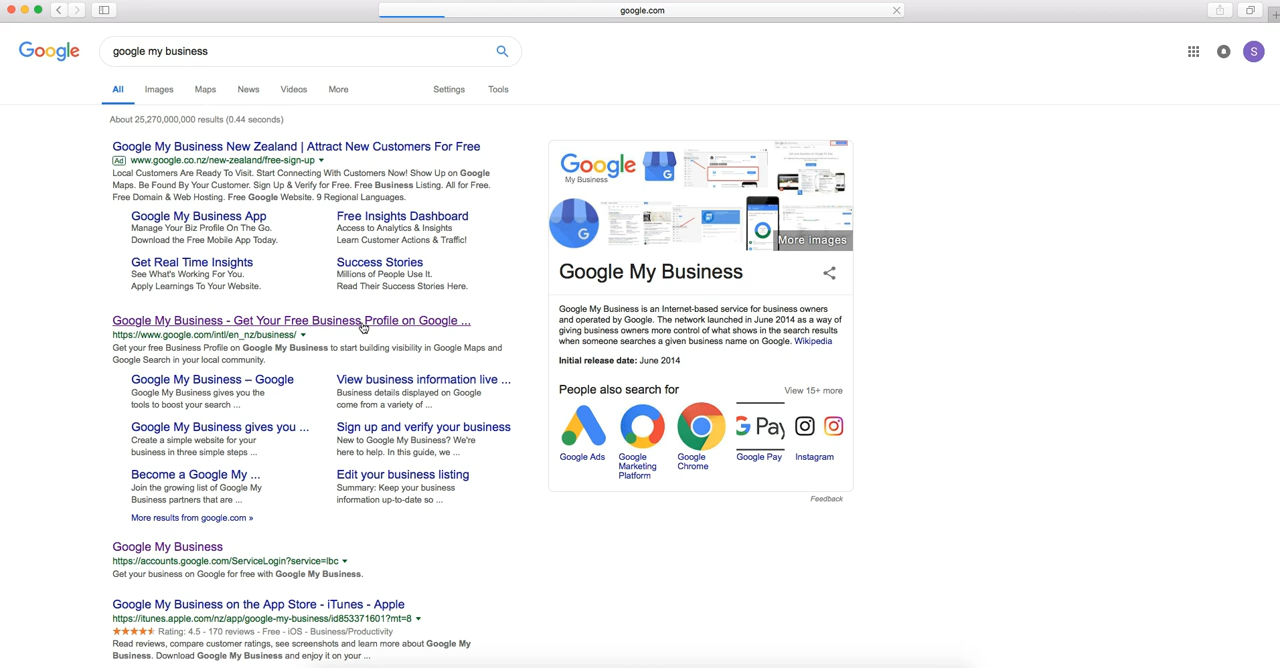 google.com
Google
google my business
S
All Images Maps News Videos More Settings Tools
About 25,270,000,000 results (0.44 seconds)
Google My Business New Zealand | Attract New Customers For Free
Ad www.google.co.nz/new-zealand/free-sign-up
Local Customers Are Ready To Visit. Start Connecting With Customers Now! Show Up on Google
Maps. Be Found By Your Customer. Sign Up & Verify for Free. Free Business Listing. All for Free.
Free Domain & Web Hosting. Free Google Website. 9 Regional Languages.
Google My Business App
Manage Your Biz Profile On The Go.
Download the Free Mobile App Today.
Free Insights Dashboard
Access to Analytics & Insights
Learn Customer Actions & Traffic!
Get Real Time Insights
See What's Working For You.
Apply Learnings To Your Website.
Success Stories
Millions of People Use It.
Read Their Success Stories Here.
Google My Business - Get Your Free Business Profile on Google ...
https://www.google.com/intl/en_nz/business/
Get your free Business Profile on Google My Business to start building visibility in Google Maps and
Google Search in your local community.
Google My Business – Google
Google My Business gives you the
tools to boost your search ...
View business information live ...
Business details displayed on Google
come from a variety of ...
Google My Business gives you ...
Create a simple website for your
business in three simple steps ...
Sign up and verify your business
New to Google My Business? We're
here to help. In this guide, we ...
Become a Google My ...
Join the growing list of Google My
Business partners that are ...
Edit your business listing
Summary: Keep your business
information up-to-date so ...
More results from google.com »
Google My Business
https://accounts.google.com/ServiceLogin?service=lbc
Get your business on Google for free with Google My Business.
Google My Business on the App Store - iTunes - Apple
https://itunes.apple.com/nz/app/google-my-business/id853371601?mt=8
Rating: 4.5 - 170 reviews - Free - iOS - Business/Productivity
Read reviews, compare customer ratings, see screenshots and learn more about Google My
Business. Download Google My Business and enjoy it on your ...
Google
My Business
G
G
More images
Google My Business
Google My Business is an Internet-based service for business owners
and operated by Google. The network launched in June 2014 as a way of
giving business owners more control of what shows in the search results
when someone searches a given business name on Google. Wikipedia
Initial release date: June 2014
People also search for
View 15+ more
G Pay
Google Ads
Google
Marketing
Platform
Google
Chrome
Google Pay
Instagram
Feedback